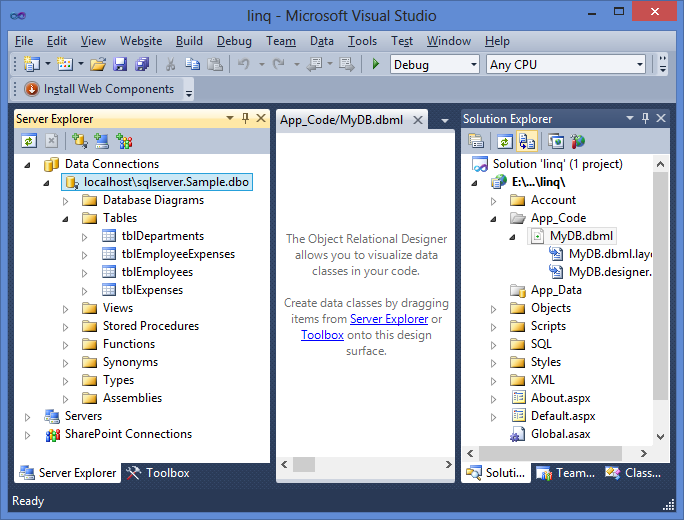 linq - Microsoft Visual Studio
File Edit View Website Build Debug Team Data Tools Test Window Help
Debug Any CPU
Install Web Components
Server Explorer
Data Connections
localhost\sqlserver.Sample.dbo
Database Diagrams
Tables
tblDepartments
tblEmployeeExpenses
tblEmployees
tblExpenses
Views
Stored Procedures
Functions
Synonyms
Types
Assemblies
Servers
SharePoint Connections
Server Explorer Toolbox
App_Code/MyDB.dbml
The Object Relational Designer
allows you to visualize data
classes in your code.
Create data classes by dragging
items from Server Explorer or
Toolbox onto this design
surface.
Solution Explorer
Solution 'linq' (1 project)
E:\...\linq\
Account
App_Code
MyDB.dbml
MyDB.dbml.lay
MyDB.designer.
App_Data
Objects
Scripts
SQL
Styles
XML
About.aspx
Default.aspx
Global.asax
Soluti... Team... Class...
Ready